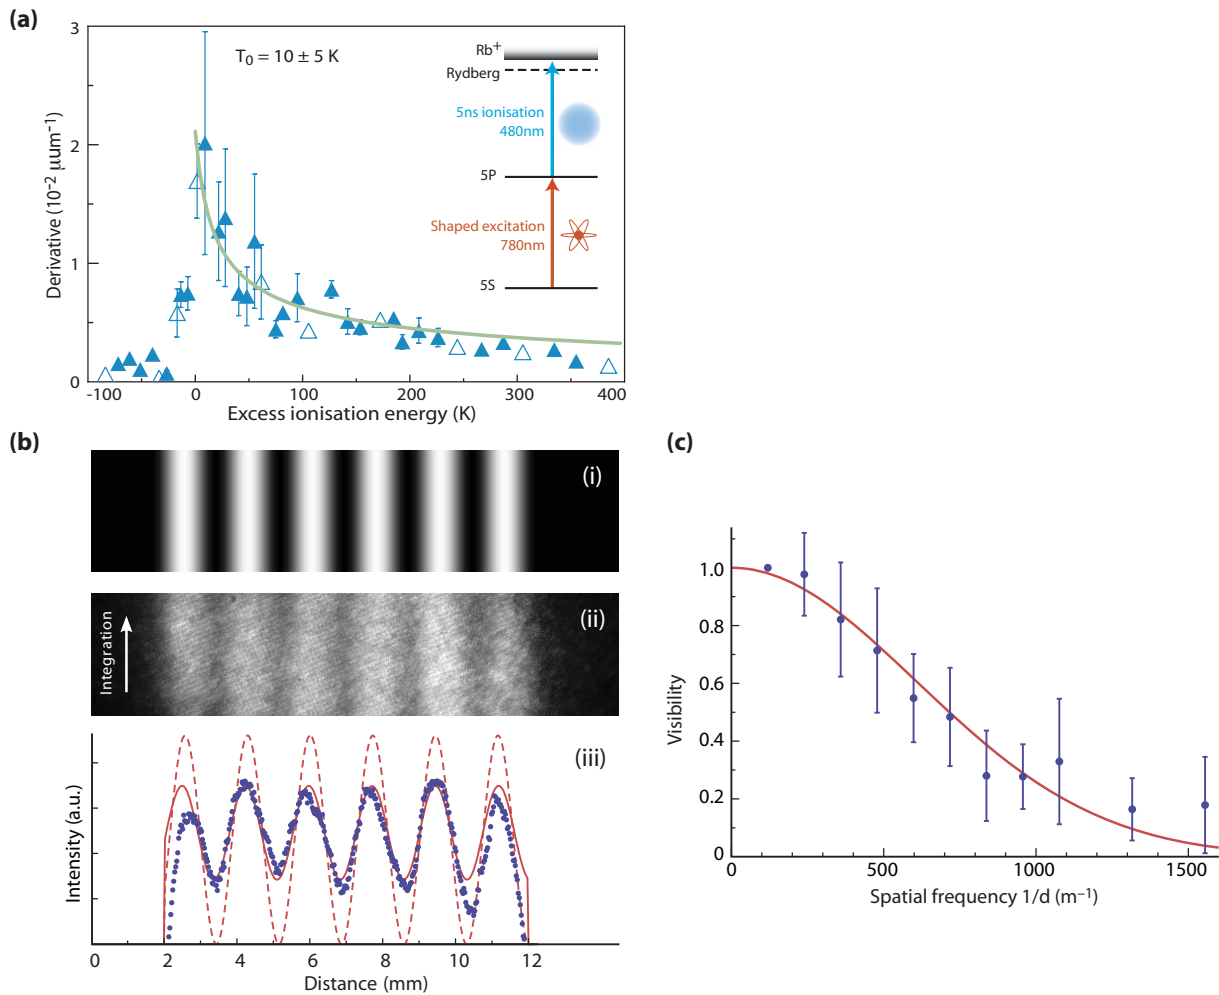 (a)
3
2
1
0
Derivative (10⁻² μum⁻¹)
T₀ = 10 ± 5 K
Rb⁺
Rydberg
5ns ionisation
480nm
5P
Shaped excitation
780nm
5S
-100 0 100 200 300 400
Excess ionisation energy (K)
(b)
(i)
(ii)
Integration
(iii)
Intensity (a.u.)
0 2 4 6 8 10 12
Distance (mm)
(c)
1.0
0.8
0.6
0.4
0.2
0
Visibility
0 500 1000 1500
Spatial frequency 1/d (m⁻¹)